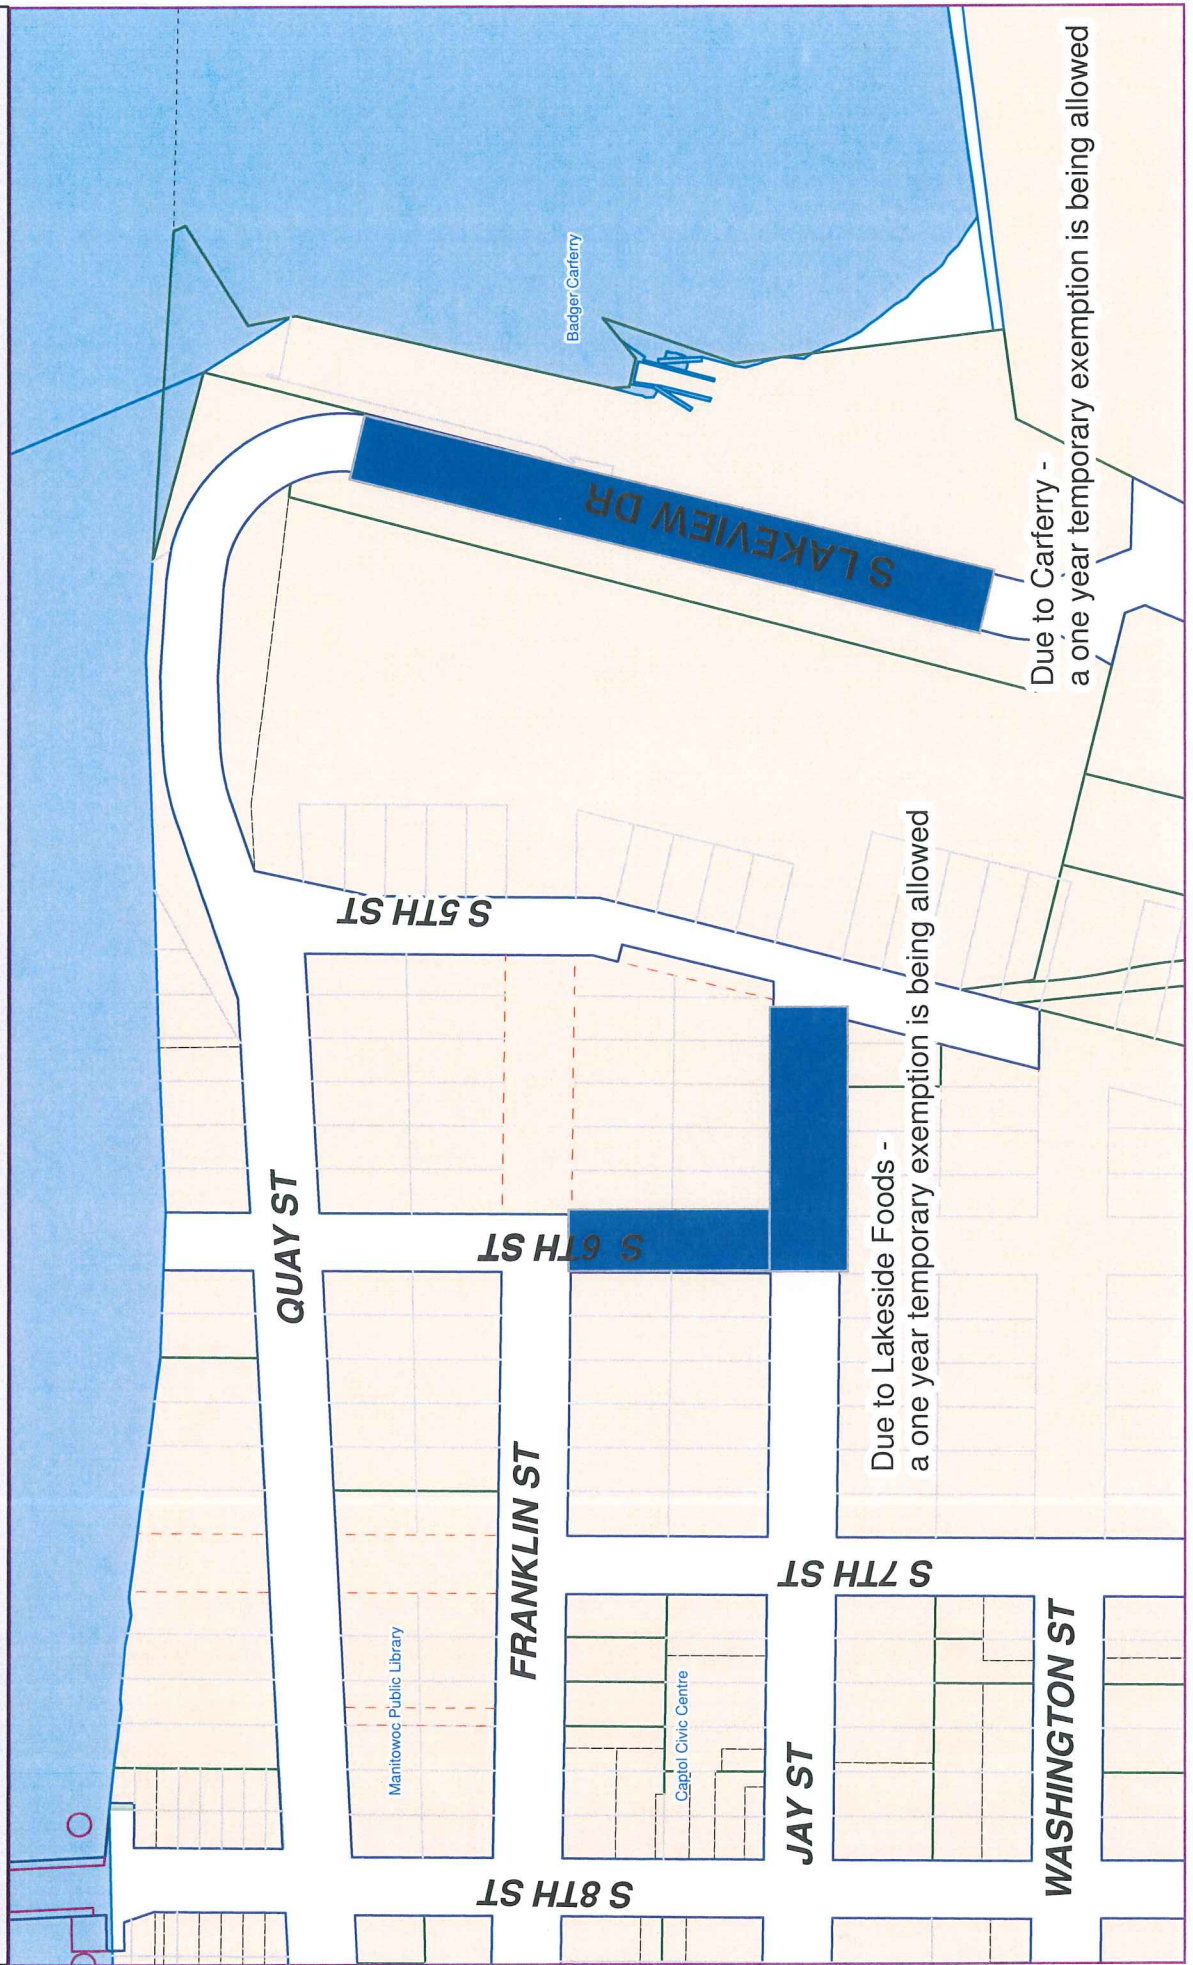 Badger Carferry
S LAKEVIEW DR
Due to Carferry -
a one year temporary exemption is being allowed
S 5TH ST
QUAY ST
S 6TH ST
Due to Lakeside Foods -
a one year temporary exemption is being allowed
FRANKLIN ST
S 7TH ST
Manitowoc Public Library
Captol Civic Centre
JAY ST
WASHINGTON ST
S 8TH ST